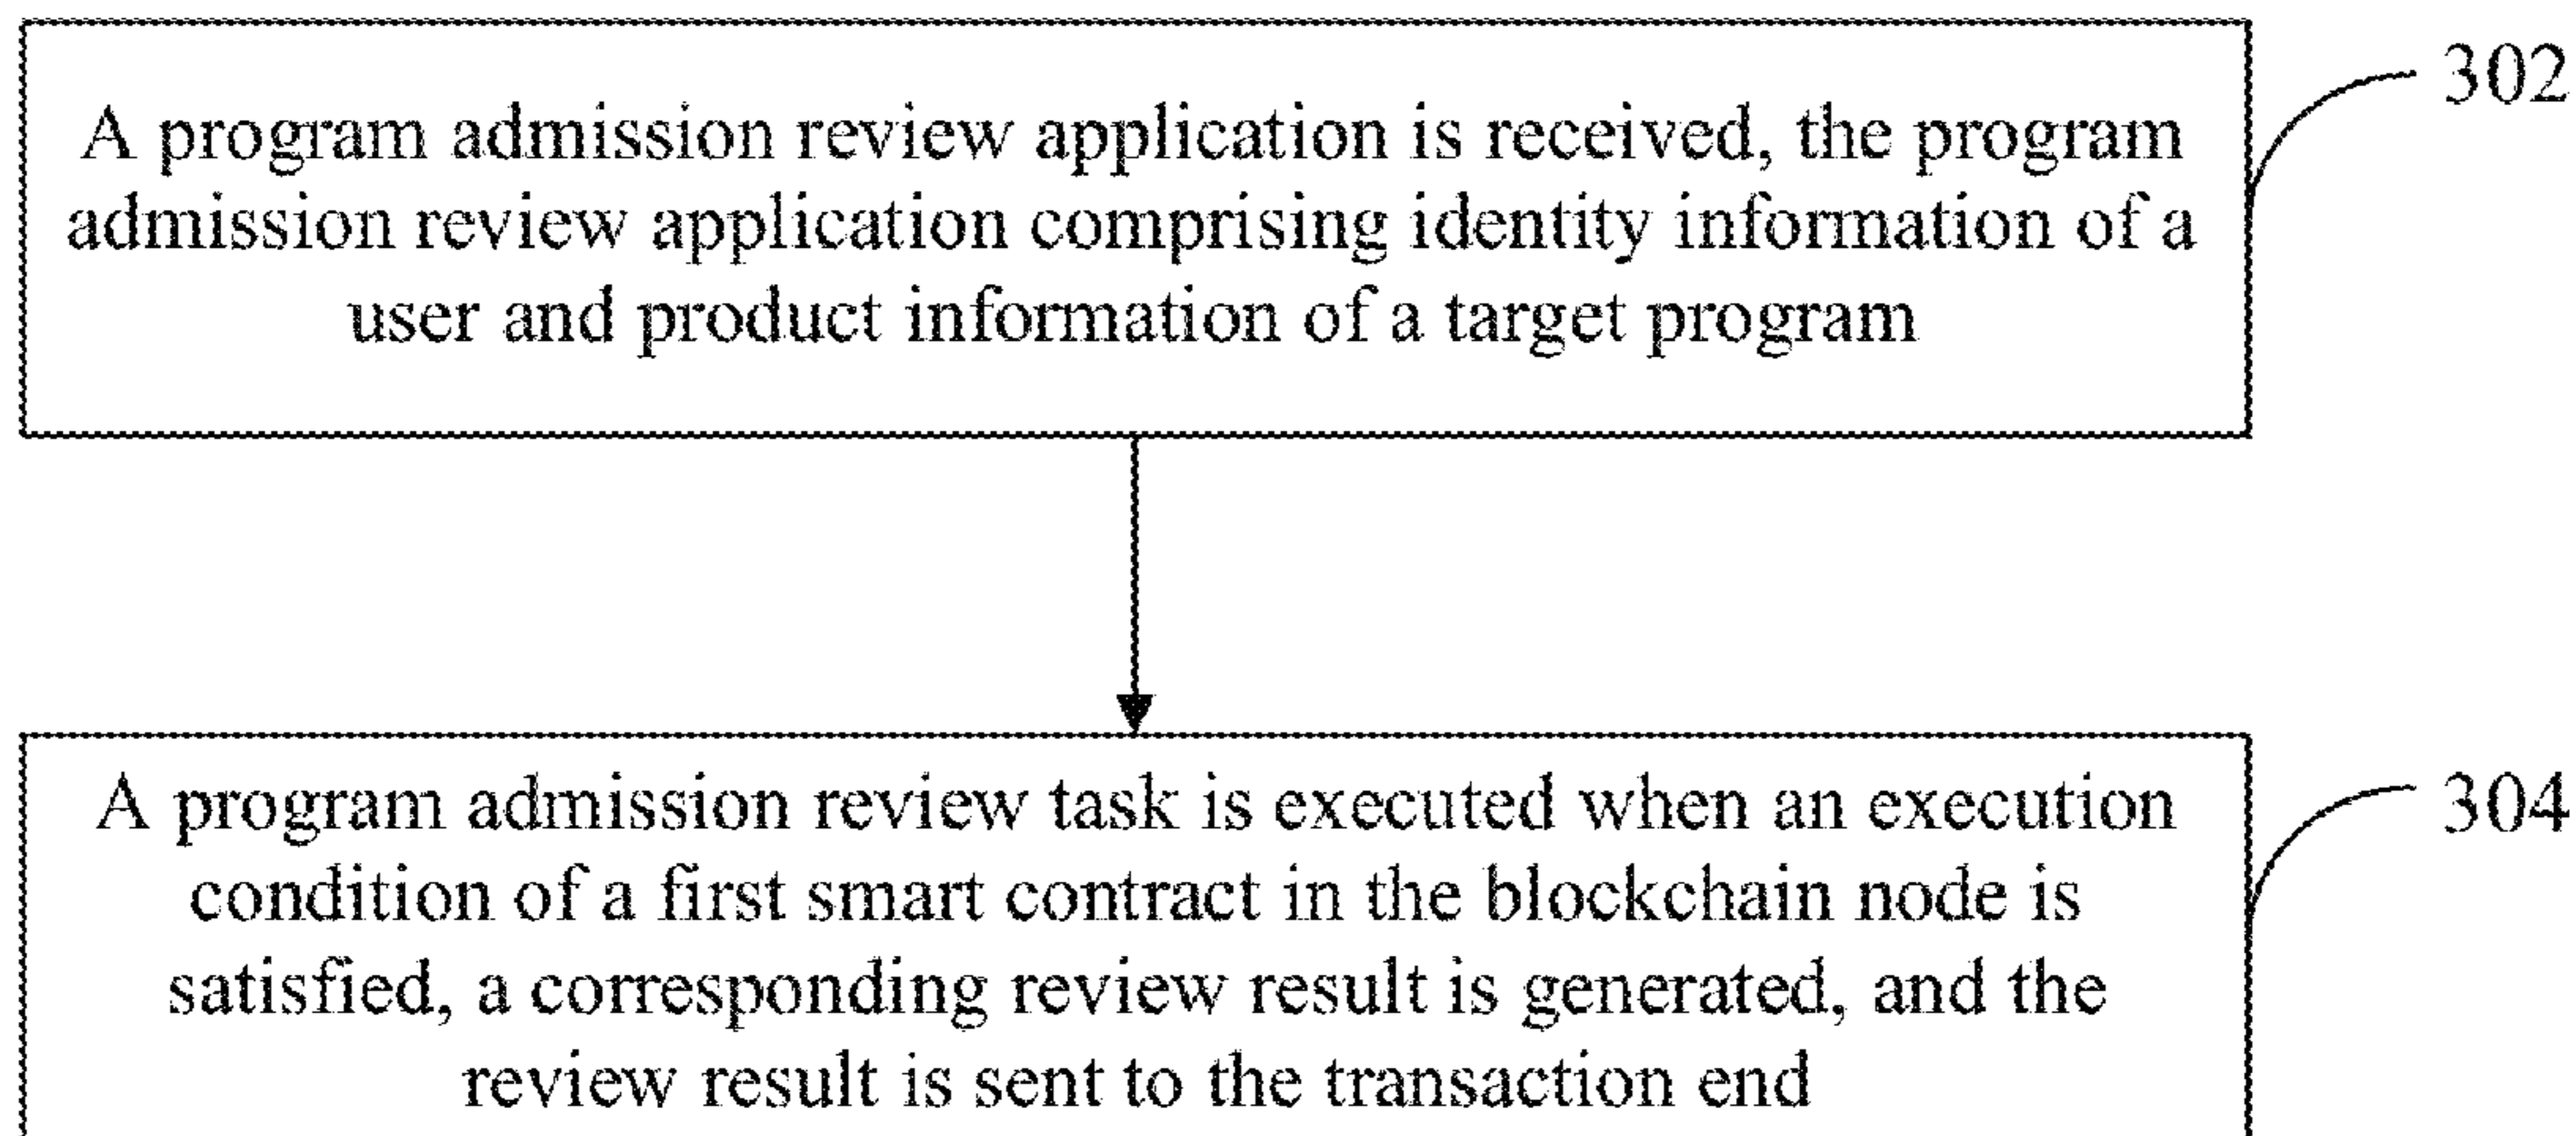 302
A program admission review application is received, the program
admission review application comprising identity information of a
user and product information of a target program
304
A program admission review task is executed when an execution
condition of a first smart contract in the blockchain node is
satisfied, a corresponding review result is generated, and the
review result is sent to the transaction end